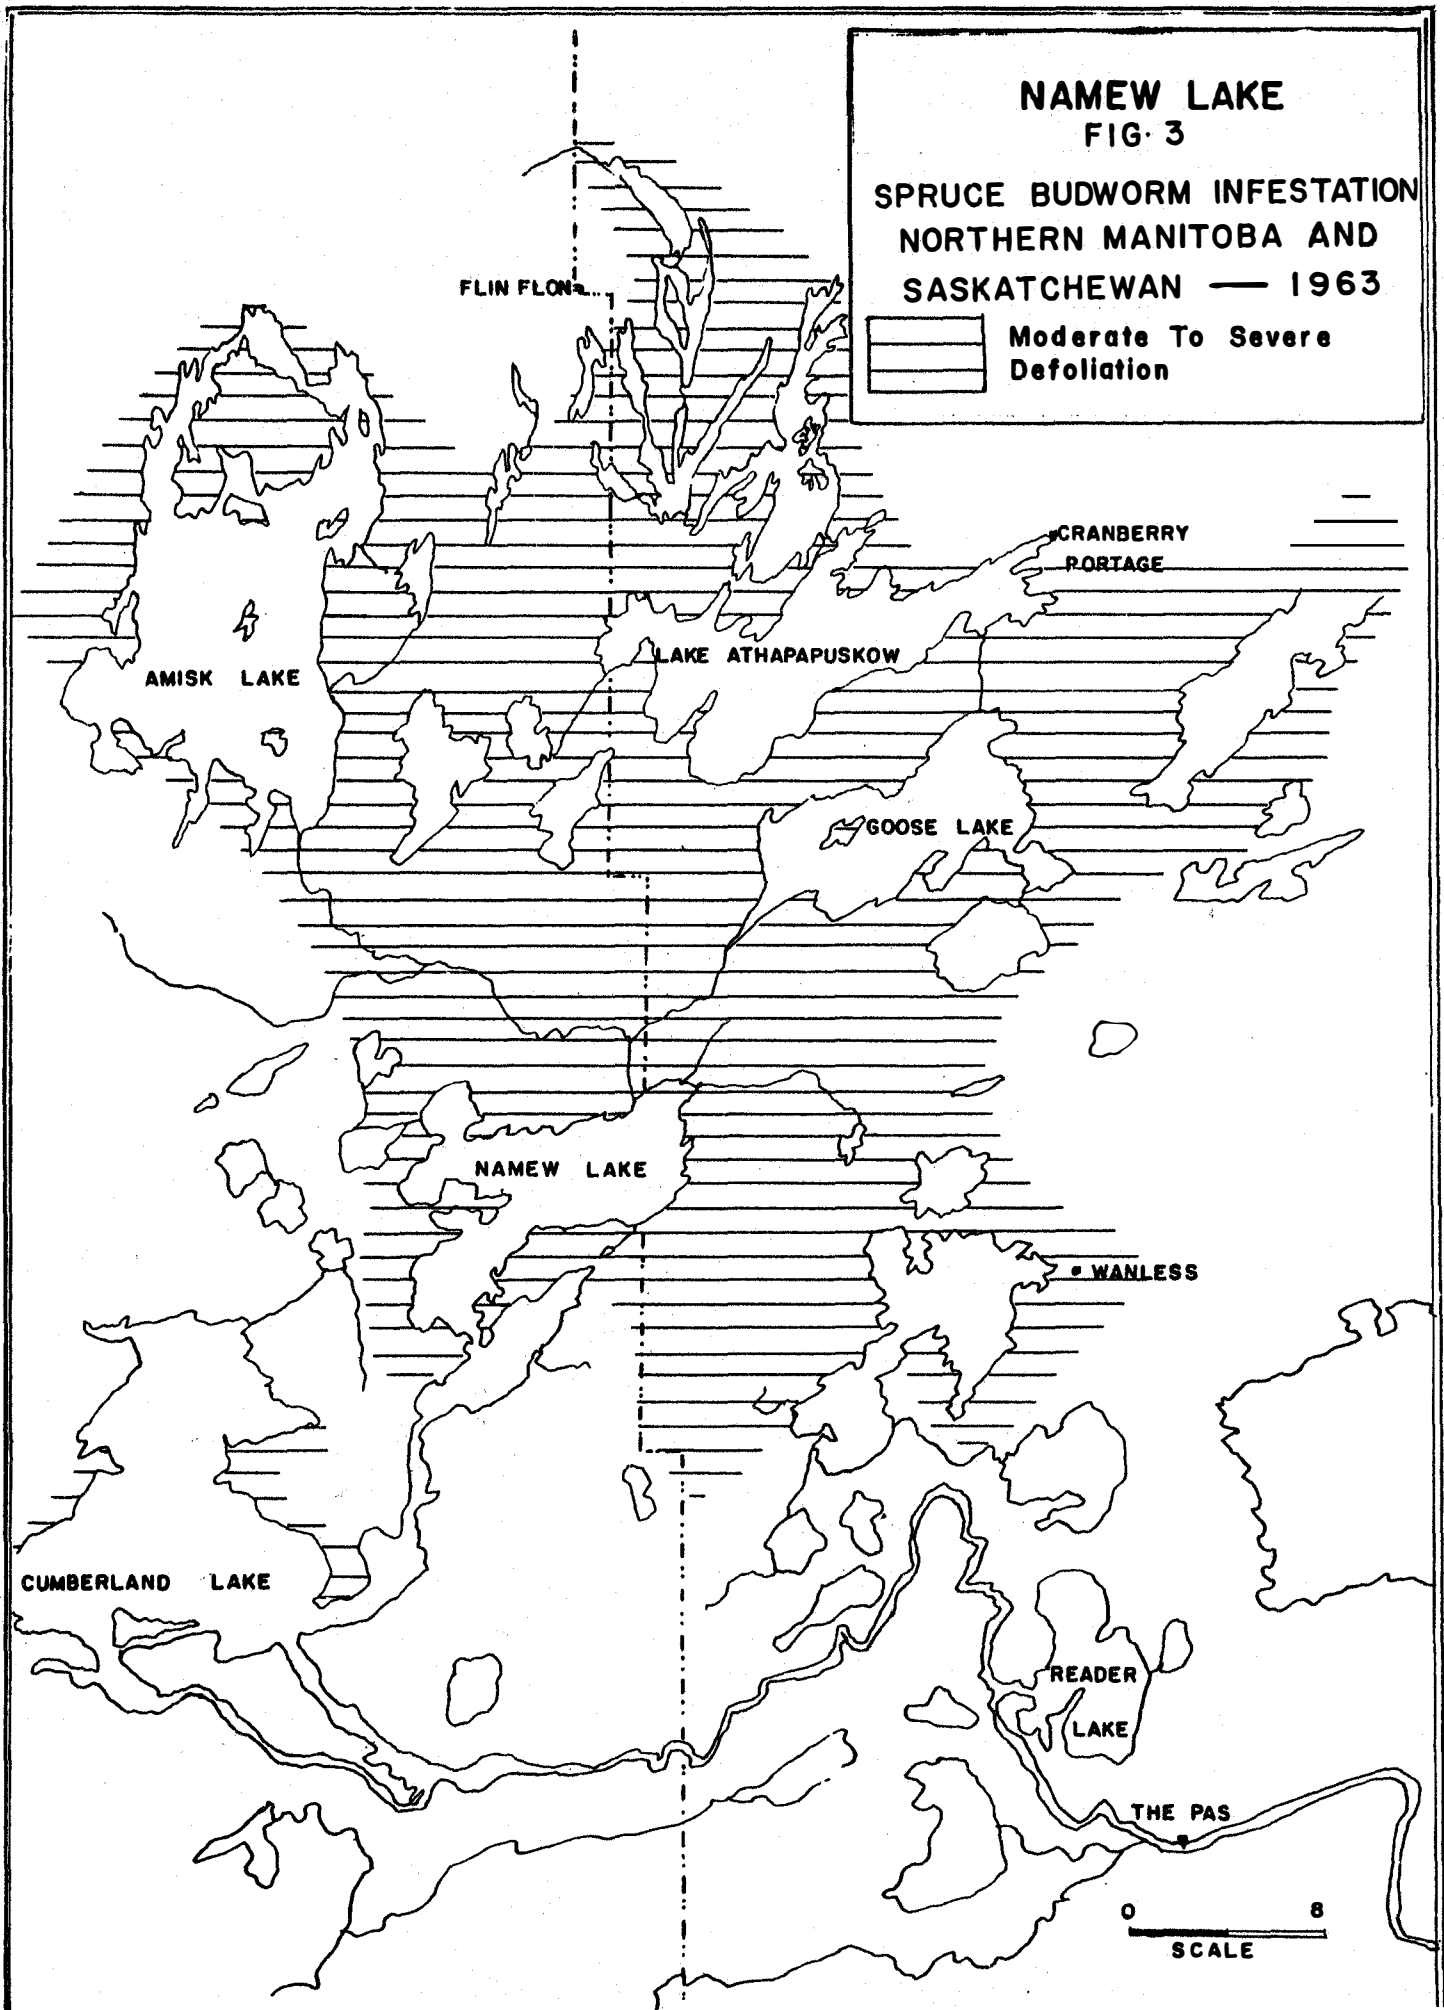 NAMEW LAKE
FIG. 3
SPRUCE BUDWORM INFESTATION
NORTHERN MANITOBA AND
SASKATCHEWAN — 1963
Moderate To Severe
Defoliation
FLIN FLON
CRANBERRY
PORTAGE
LAKE ATHAPAPUSKOW
AMISK LAKE
GOOSE LAKE
NAMEW LAKE
WANLESS
CUMBERLAND LAKE
READER
LAKE
THE PAS
0 8
SCALE